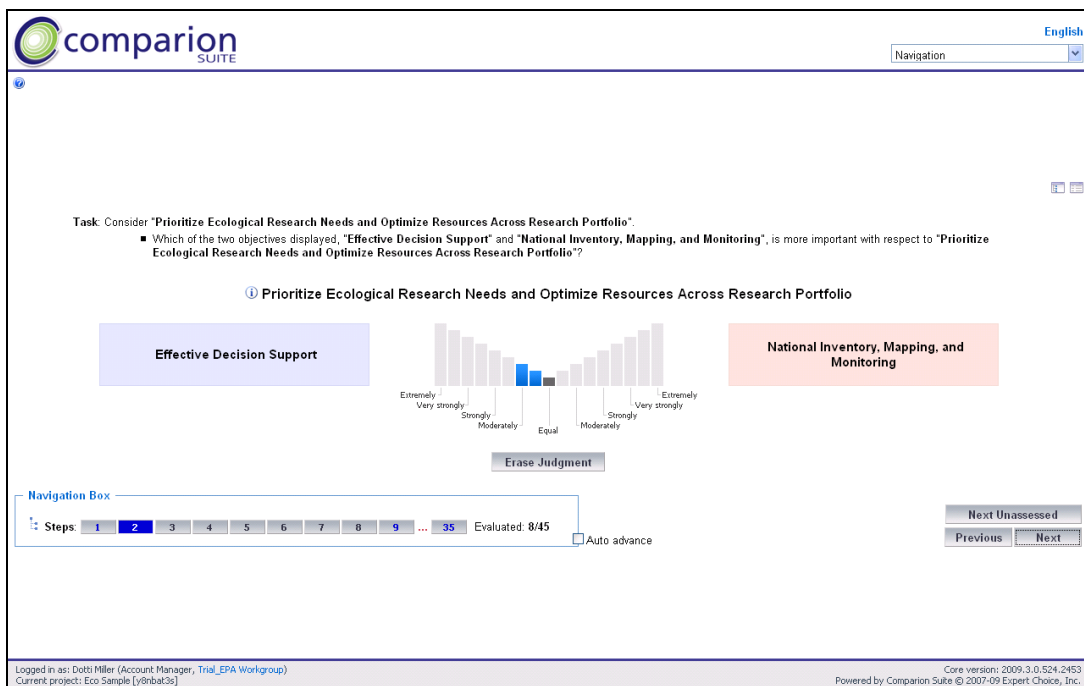 comparion
SUITE
English
Navigation
Task: Consider "Prioritize Ecological Research Needs and Optimize Resources Across Research Portfolio".
■ Which of the two objectives displayed, "Effective Decision Support" and "National Inventory, Mapping, and Monitoring", is more important with respect to "Prioritize
Ecological Research Needs and Optimize Resources Across Research Portfolio"?
Prioritize Ecological Research Needs and Optimize Resources Across Research Portfolio
Effective Decision Support
National Inventory, Mapping, and
Monitoring
Extremely
Very strongly
Strongly
Moderately
Equal
Moderately
Strongly
Very strongly
Extremely
Erase Judgment
Navigation Box
Steps: 1 2 3 4 5 6 7 8 9 ... 35 Evaluated: 8/45
Auto advance
Next Unassessed
Previous Next
Logged in as: Dotti Miller (Account Manager, Trial_EPA Workgroup)
Current project: Eco Sample [y8nbat3s]
Core version: 2009.3.0.524.2453
Powered by Comparion Suite © 2007-09 Expert Choice, Inc.